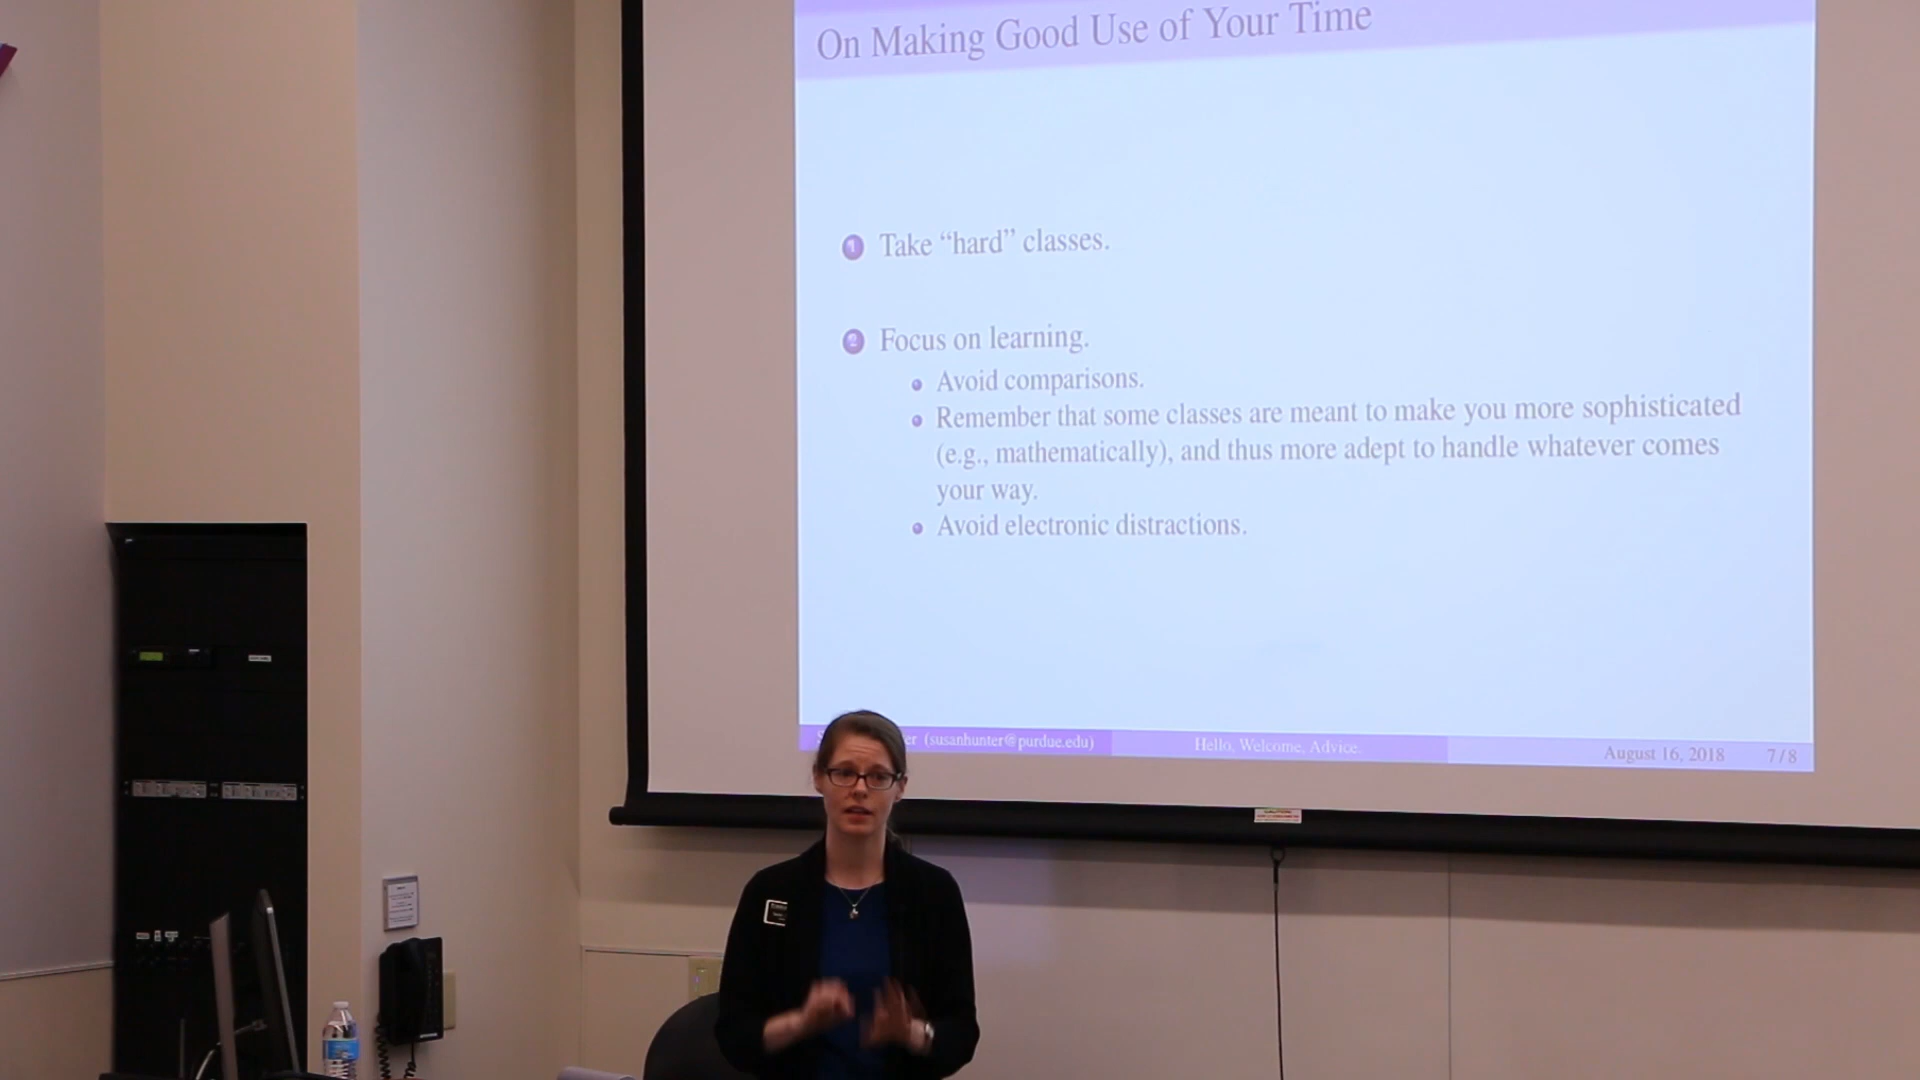 On Making Good Use of Your Time
1 Take “hard” classes.
2 Focus on learning.
Avoid comparisons.
Remember that some classes are meant to make you more sophisticated
(e.g., mathematically), and thus more adept to handle whatever comes
your way.
Avoid electronic distractions.
(susanhunter@purdue.edu) Hello, Welcome, Advice. August 16, 2018 7/8